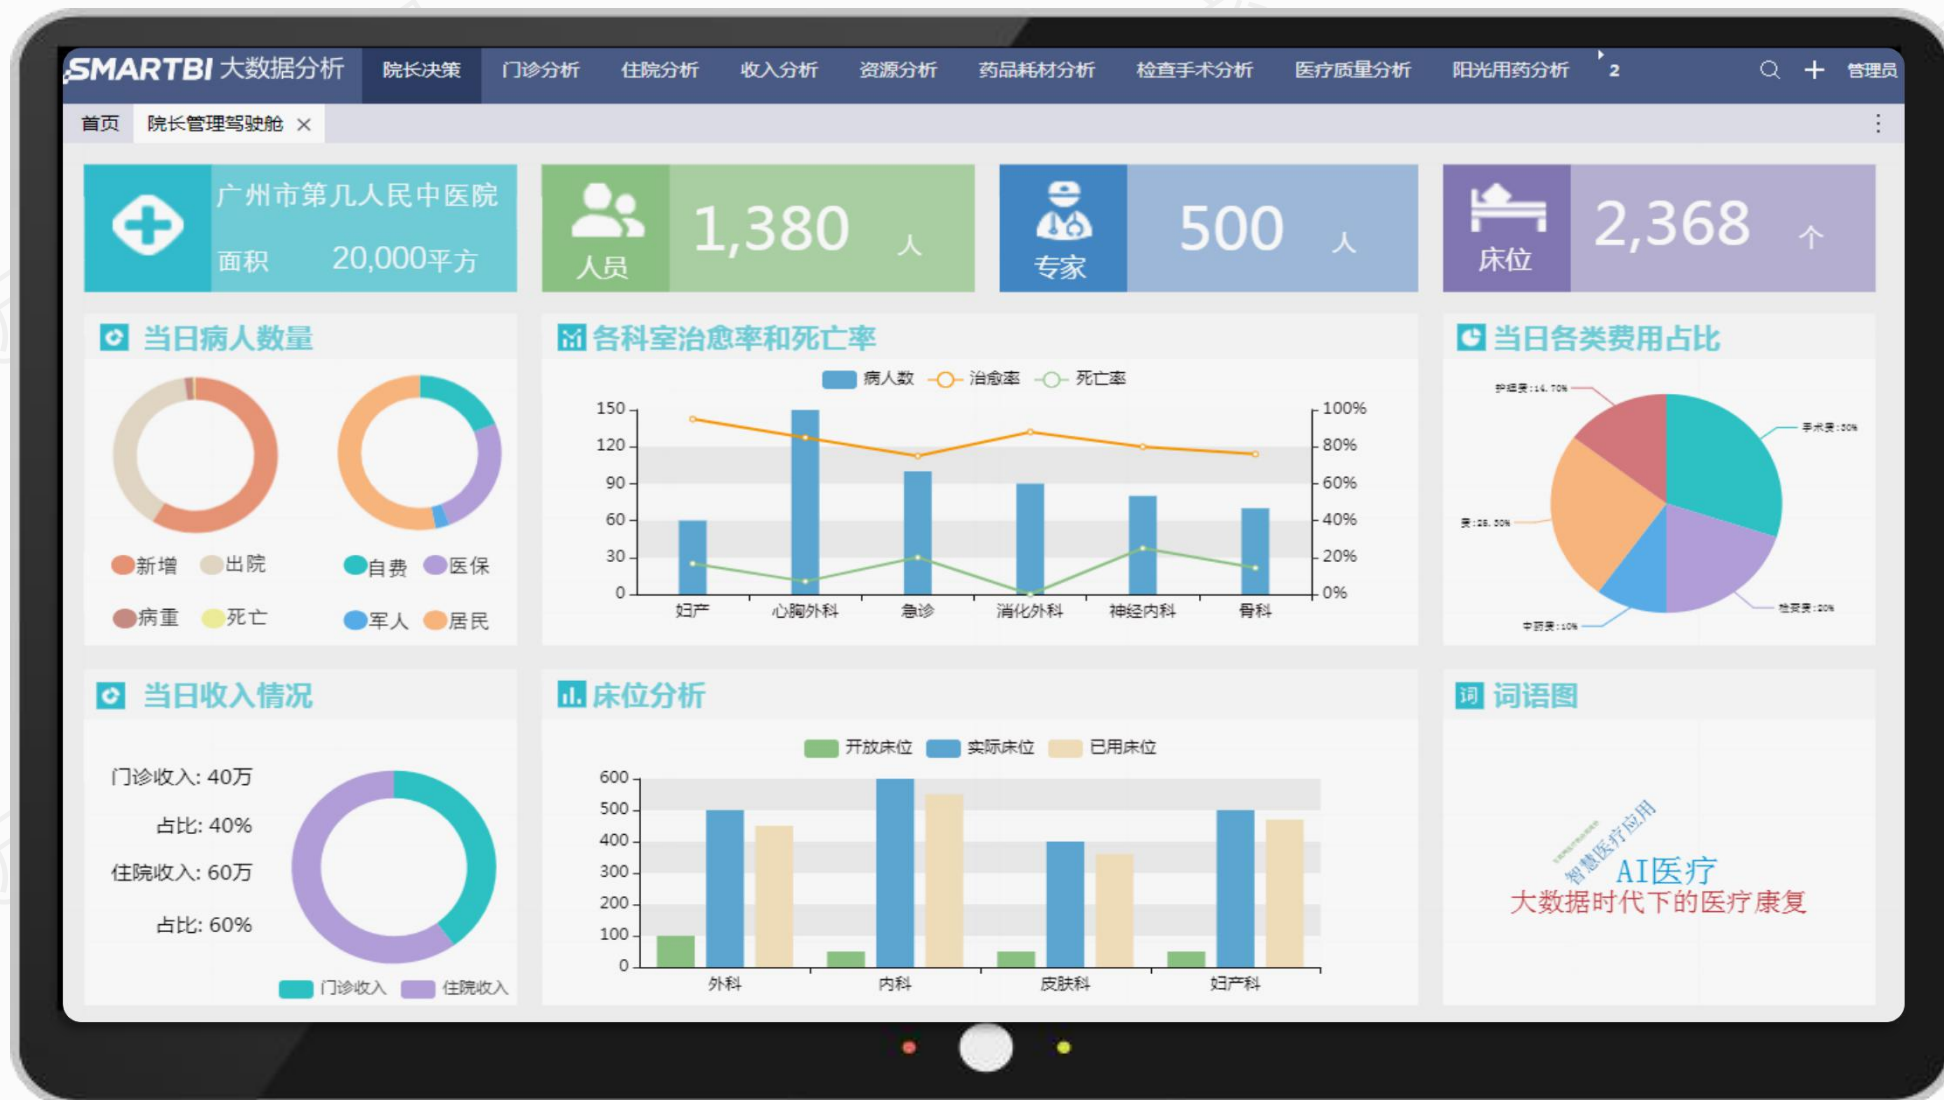 SMARTBI 大数据分析 院长决策 门诊分析 住院分析 收入分析 资源分析 药品耗材分析 检查手术分析 医疗质量分析 阳光用药分析 2 管理员
首页 院长管理驾驶舱
广州市第几人民中医院
面积 20,000平方
人员 1,380 人
专家 500 人
床位 2,368 个
当日病人数量
新增 出院
病重 死亡
自费 医保
军人 居民
各科室治愈率和死亡率
病人数 治愈率 死亡率
150 100%
120 80%
90 60%
60 40%
30 20%
0 0%
妇产 心胸外科 急诊 消化外科 神经内科 骨科
当日各类费用占比
手术费:30%
检查费:20%
中药费:10%
当日收入情况
门诊收入: 40万
占比: 40%
住院收入: 60万
占比: 60%
门诊收入 住院收入
床位分析
开放床位 实际床位 已用床位
600
500
400
300
200
100
0
外科 内科 皮肤科 妇产科
词 词语图
智慧医疗应用
AI医疗
大数据时代下的医疗康复